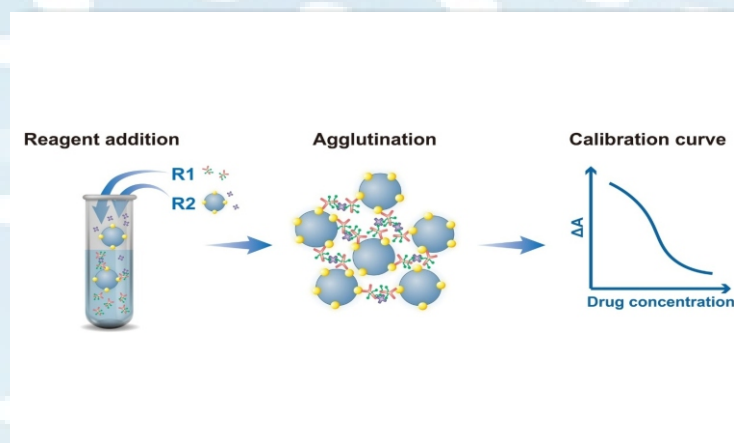 Reagent addition
Agglutination
Calibration curve
R1
R2
ΔA
Drug concentration